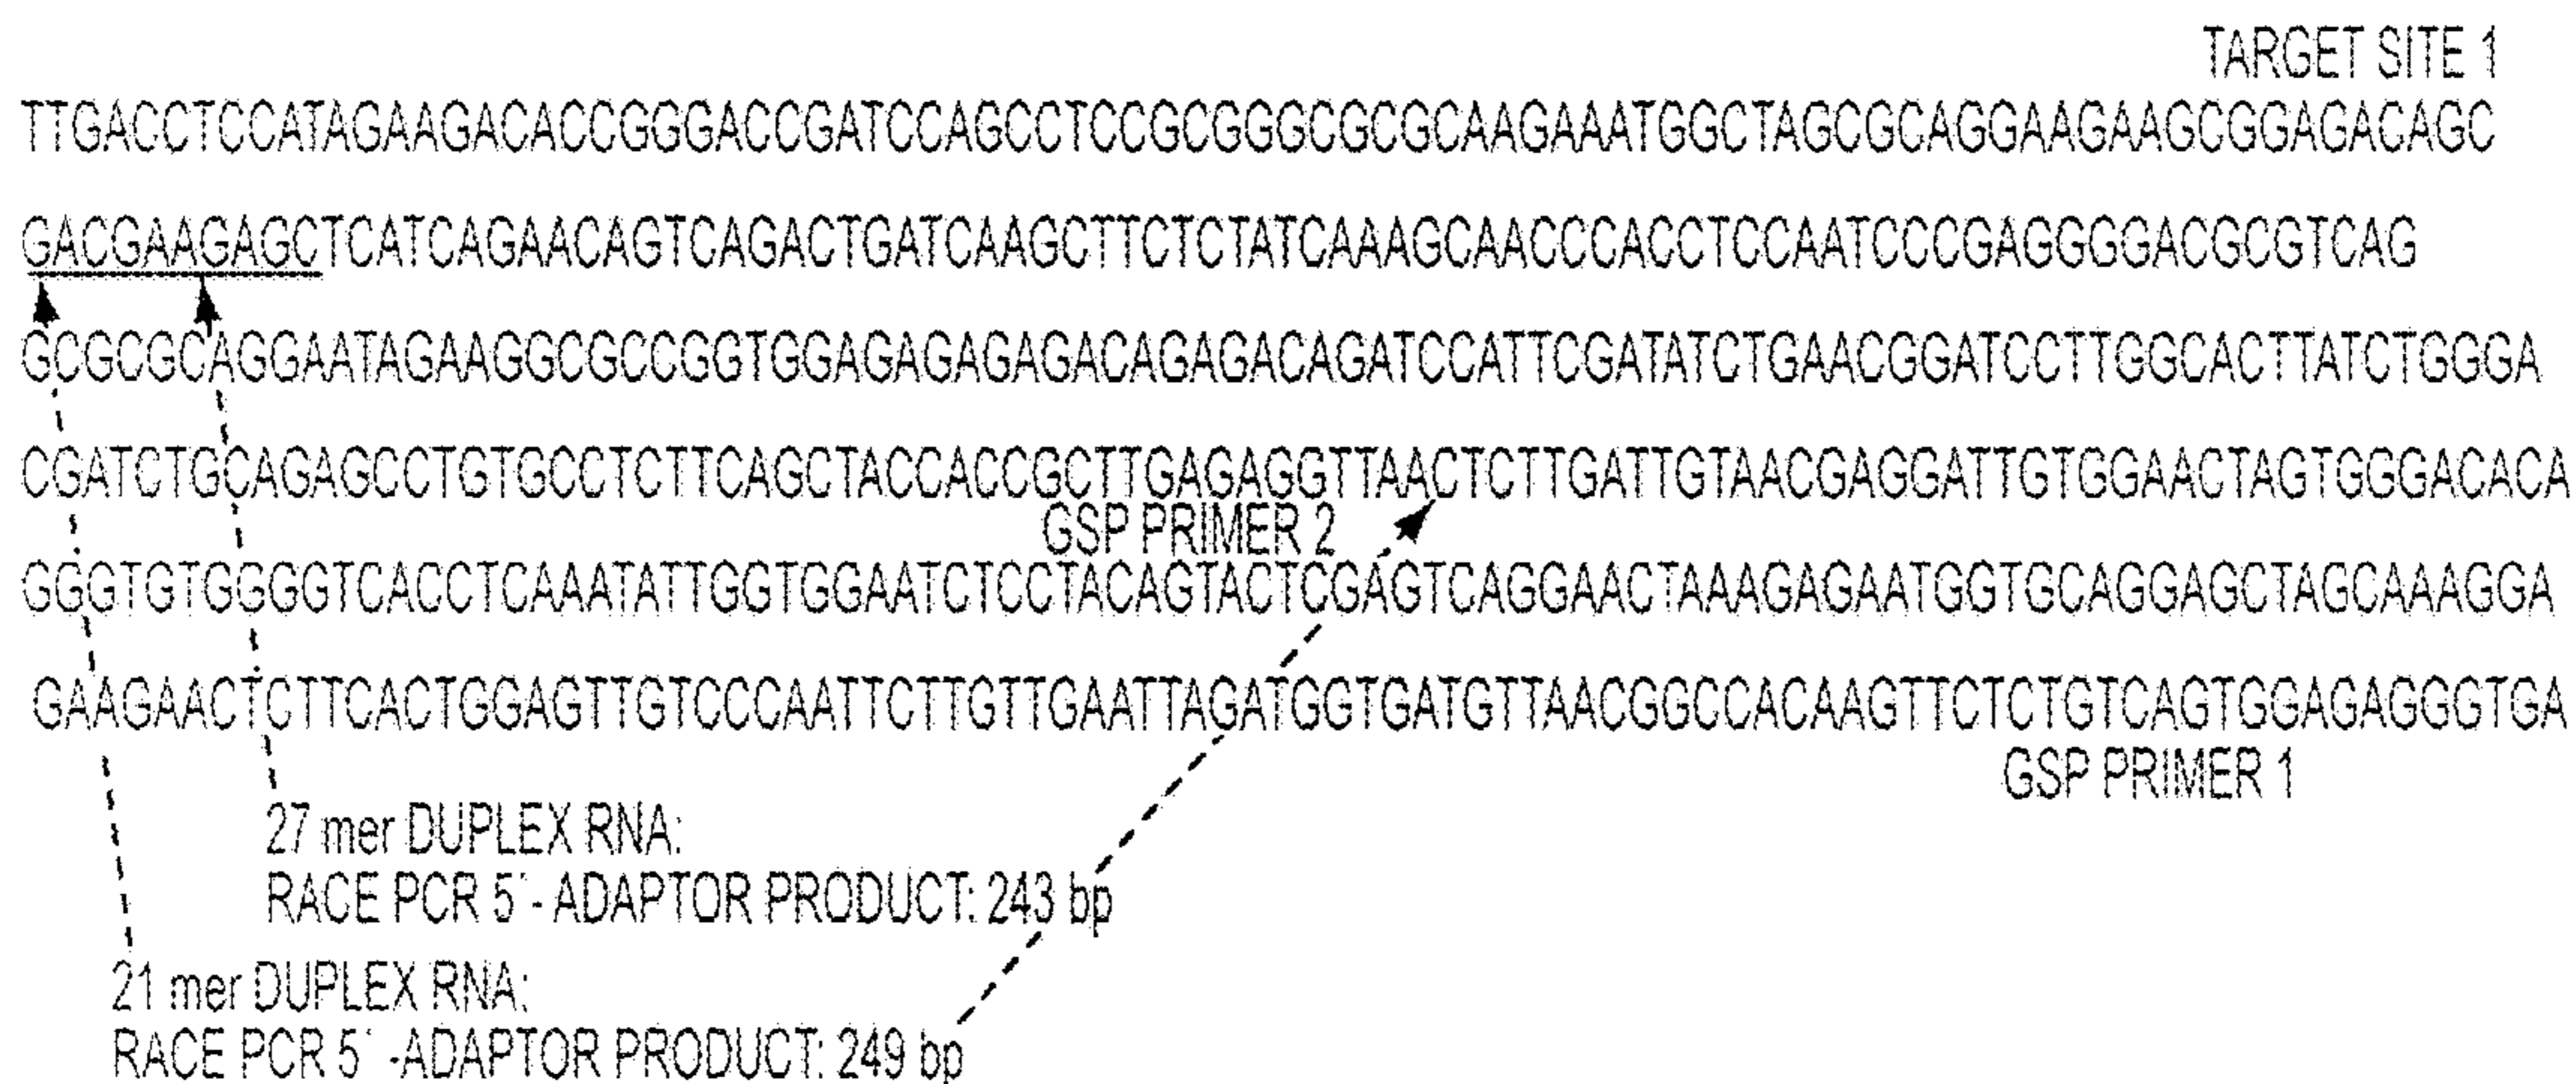 TARGET SITE 1
TTGACCTCCATAGAAGACACCGGGACCGATCCAGCCTCCGCGGGCGCGCAAGAAATGGCTAGCGCAGGAAGAAGCGGAGACAGC
GACGAAGAGCTCATCAGAACAGTCAGACTGATCAAGCTTCTCTATCAAAGCAACCCACCTCCAATCCCGAGGGGACGCGTCAG
GCGCGCAGGAATAGAAGGCGCCGGTGGAGAGAGAGACAGAGACAGATCCATTCGATATCTGAACGGATCCTTGGCACTTATCTGGGA
CGATCTGCAGAGCCTGTGCCTCTTCAGCTACCACCGCTTGAGAGGTTAACTCTTGATTGTAACGAGGATTGTGGAACTAGTGGGACACA
GSP PRIMER 2
GGGTGTGGGGTCACCTCAAATATTGGTGGAATCTCCTACAGTACTCGAGTCAGGAACTAAAGAGAATGGTGCAGGAGCTAGCAAAGGA
GAAGAACTCTTCACTGGAGTTGTCCCAATTCTTGTTGAATTAGATGGTGATGTTAACGGCCACAAGTTCTCTGTCAGTGGAGAGGGTGA
GSP PRIMER 1
27 mer DUPLEX RNA:
RACE PCR 5´- ADAPTOR PRODUCT: 243 bp
21 mer DUPLEX RNA:
RACE PCR 5´ -ADAPTOR PRODUCT: 249 bp